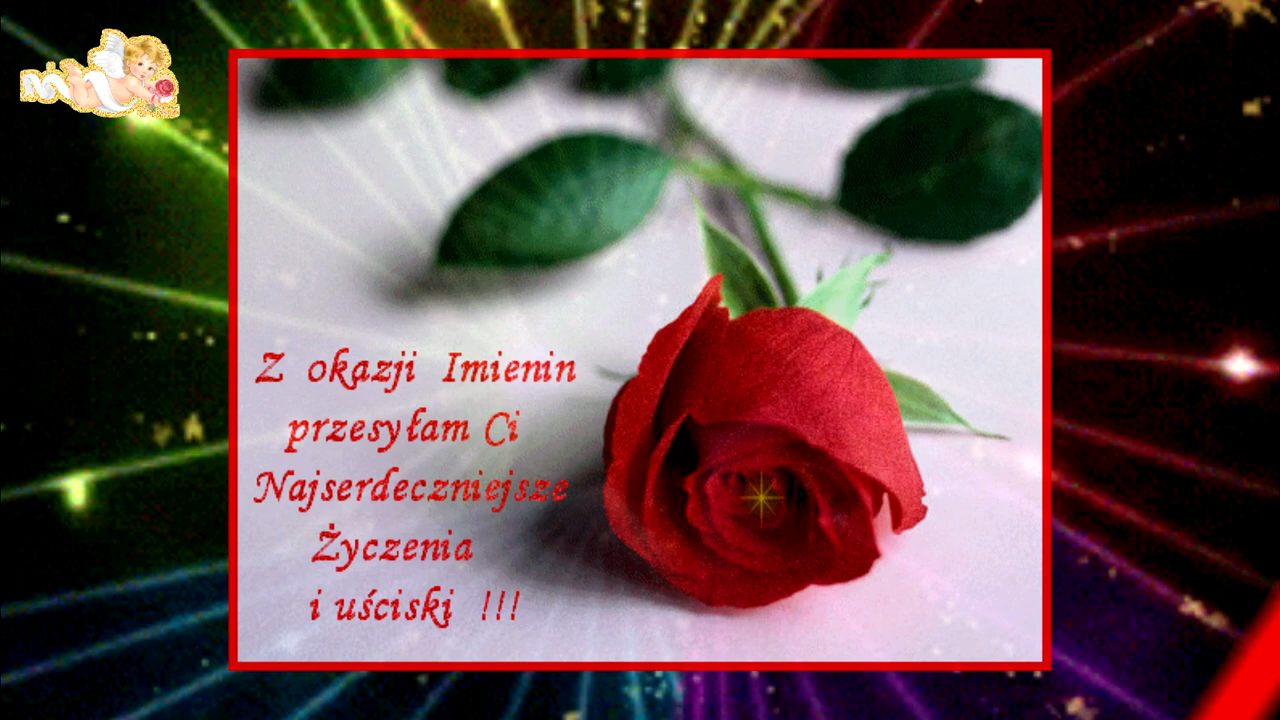 Z okazji Imienin
przesyłam Ci
Najserdeczniejsze
Życzenia
i uściski !!!